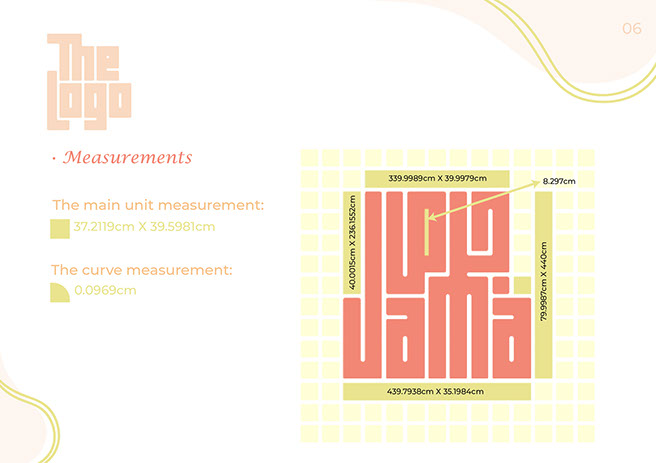 06
The
Logo
· Measurements
The main unit measurement:
37.2119cm X 39.5981cm
The curve measurement:
0.0969cm
339.9989cm X 39.9979cm
8.297cm
40.0015cm X 236.1552cm
79.9987cm X 440cm
Jama
439.7938cm X 35.1984cm